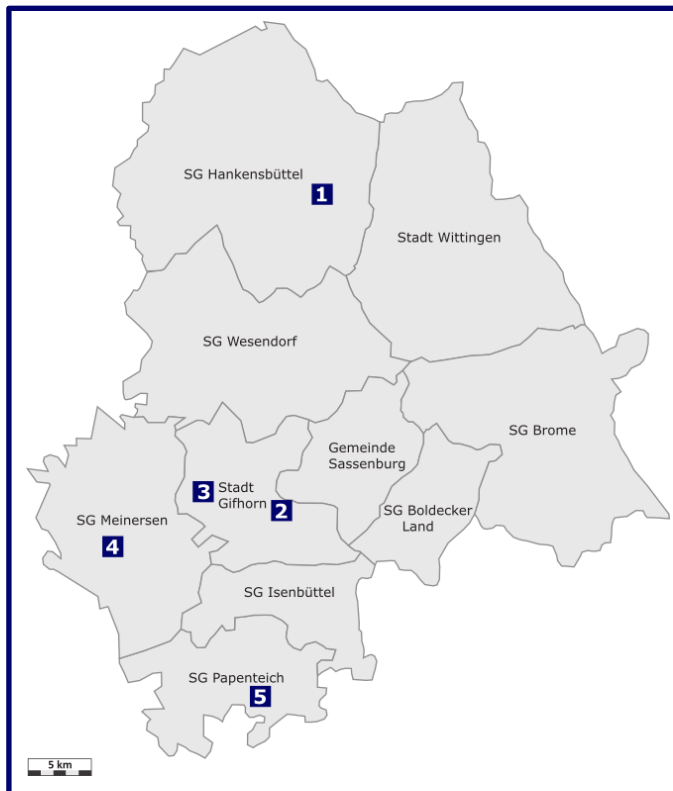 SG Hankensbüttel
1
Stadt Wittingen
SG Wesendorf
SG Brome
Gemeinde
Sassenburg
3
Stadt
Gifhorn
2
SG Boldecker
Land
SG Meinersen
4
SG Isenbüttel
SG Papenteich
5
5 km